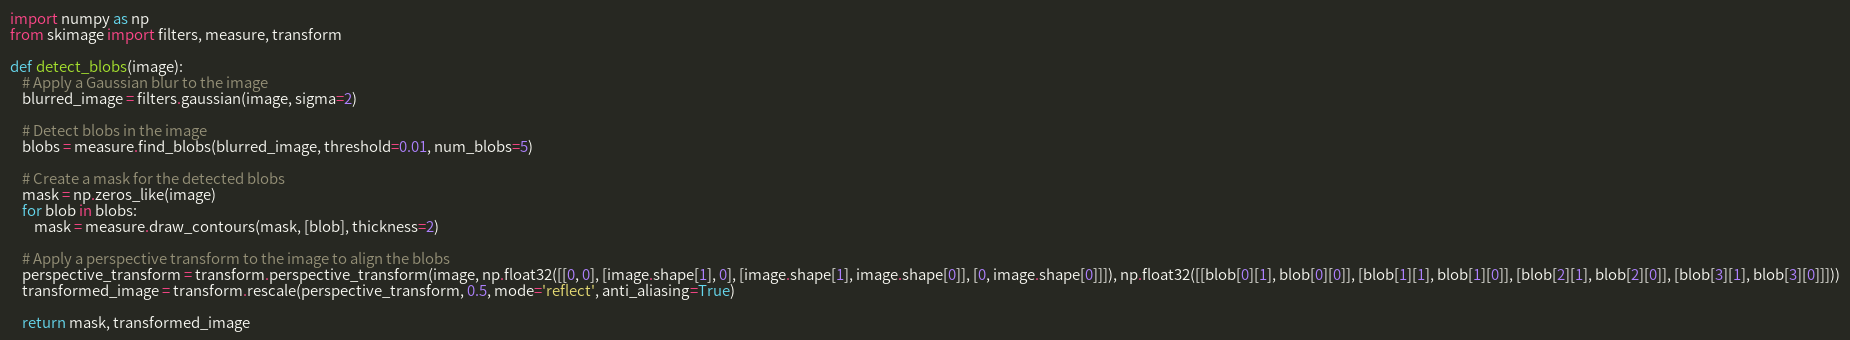 import numpy as np
from skimage import filters, measure, transform

def detect_blobs(image):
    # Apply a Gaussian blur to the image
    blurred_image = filters.gaussian(image, sigma=2)

    # Detect blobs in the image
    blobs = measure.find_blobs(blurred_image, threshold=0.01, num_blobs=5)

    # Create a mask for the detected blobs
    mask = np.zeros_like(image)
    for blob in blobs:
        mask = measure.draw_contours(mask, [blob], thickness=2)

    # Apply a perspective transform to the image to align the blobs
    perspective_transform = transform.perspective_transform(image, np.float32([[0, 0], [image.shape[1], 0], [image.shape[1], image.shape[0]], [0, image.shape[0]]]), np.float32([[blob[0][1], blob[0][0]], [blob[1][1], blob[1][0]], [blob[2][1], blob[2][0]], [blob[3][1], blob[3][0]]]))
    transformed_image = transform.rescale(perspective_transform, 0.5, mode='reflect', anti_aliasing=True)

    return mask, transformed_image